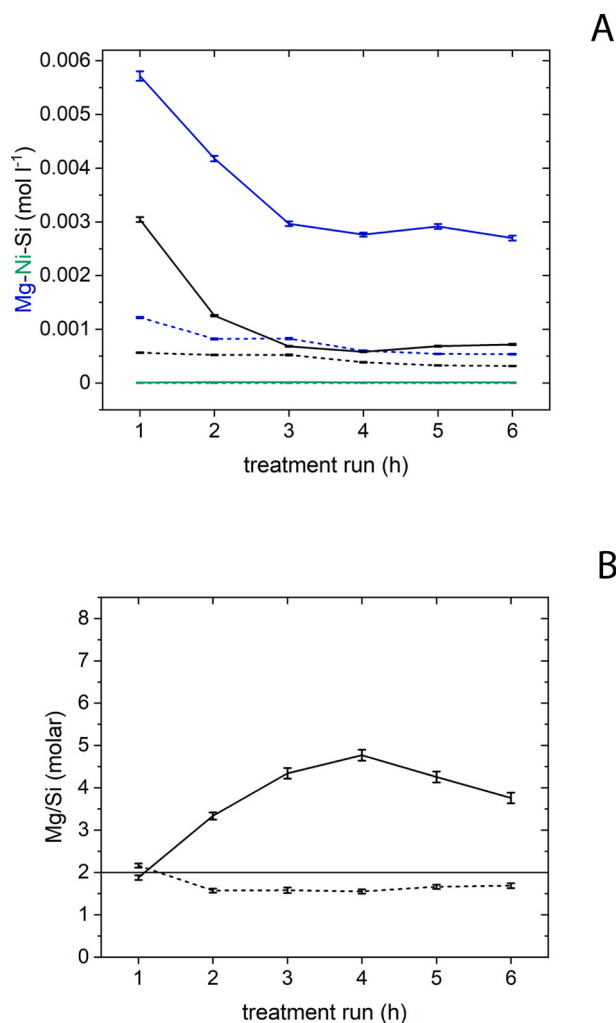 A
0.006
0.005
0.004
0.003
0.002
0.001
0
Mg-Ni-Si (mol l⁻¹)
1 2 3 4 5 6
treatment run (h)
B
8
7
6
5
4
3
2
1
0
Mg/Si (molar)
1 2 3 4 5 6
treatment run (h)